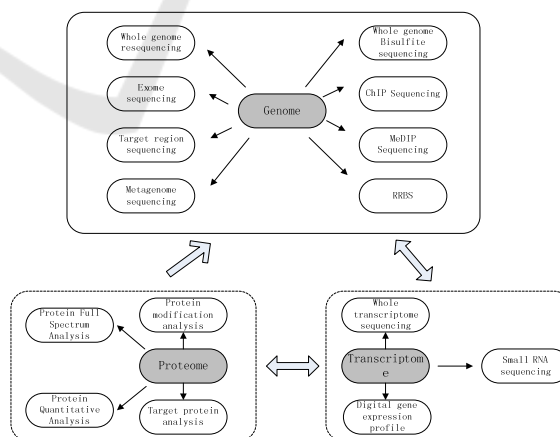 Whole genome
resequencing
Exome
sequencing
Target region
sequencing
Metagenome
sequencing
Genome
Whole genome
Bisulfite sequencing
ChIP Sequencing
MeDIP
Sequencing
RRBS
Protein Full
Spectrum
Analysis
Protein
modification
analysis
Proteome
Protein
Quantitative
Analysis
Target protein
analysis
Whole
transcriptome
sequencing
Transcriptom
e
Small RNA
sequencing
Digital gene
expression
profile